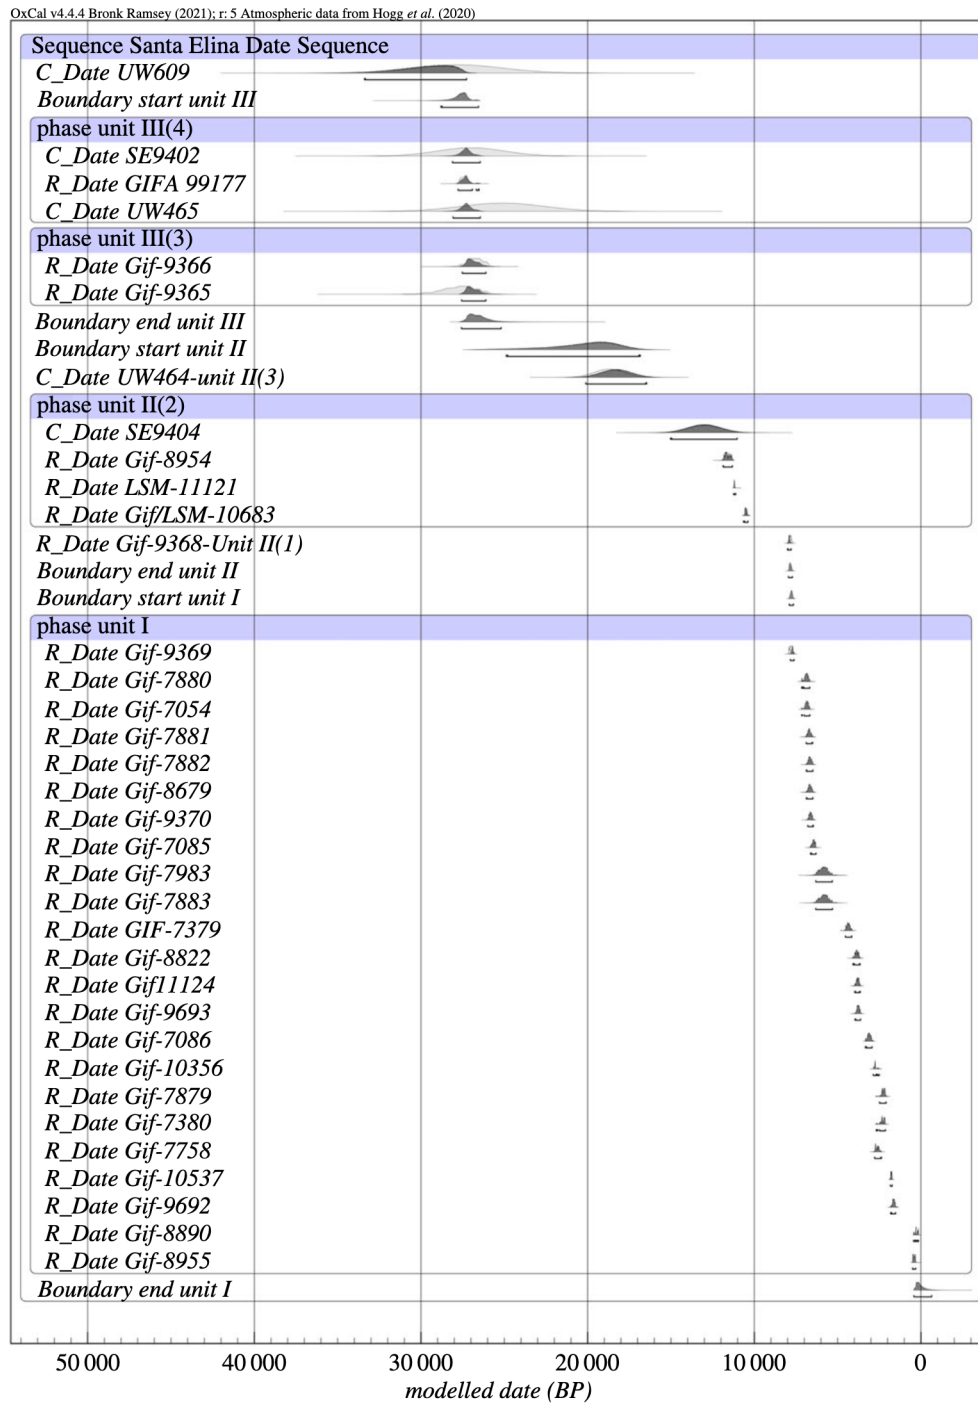 OxCal v4.4.4 Bronk Ramsey (2021); r: 5 Atmospheric data from Hogg et al. (2020)
Sequence Santa Elina Date Sequence
C_Date UW609
Boundary start unit III
phase unit III(4)
C_Date SE9402
R_Date GIFA 99177
C_Date UW465
phase unit III(3)
R_Date Gif-9366
R_Date Gif-9365
Boundary end unit III
Boundary start unit II
C_Date UW464-unit II(3)
phase unit II(2)
C_Date SE9404
R_Date Gif-8954
R_Date LSM-11121
R_Date Gif/LSM-10683
R_Date Gif-9368-Unit II(1)
Boundary end unit II
Boundary start unit I
phase unit I
R_Date Gif-9369
R_Date Gif-7880
R_Date Gif-7054
R_Date Gif-7881
R_Date Gif-7882
R_Date Gif-8679
R_Date Gif-9370
R_Date Gif-7085
R_Date Gif-7983
R_Date Gif-7883
R_Date GIF-7379
R_Date Gif-8822
R_Date Gif11124
R_Date Gif-9693
R_Date Gif-7086
R_Date Gif-10356
R_Date Gif-7879
R_Date Gif-7380
R_Date Gif-7758
R_Date Gif-10537
R_Date Gif-9692
R_Date Gif-8890
R_Date Gif-8955
Boundary end unit I
50 000 40 000 30 000 20 000 10 000 0
modelled date (BP)